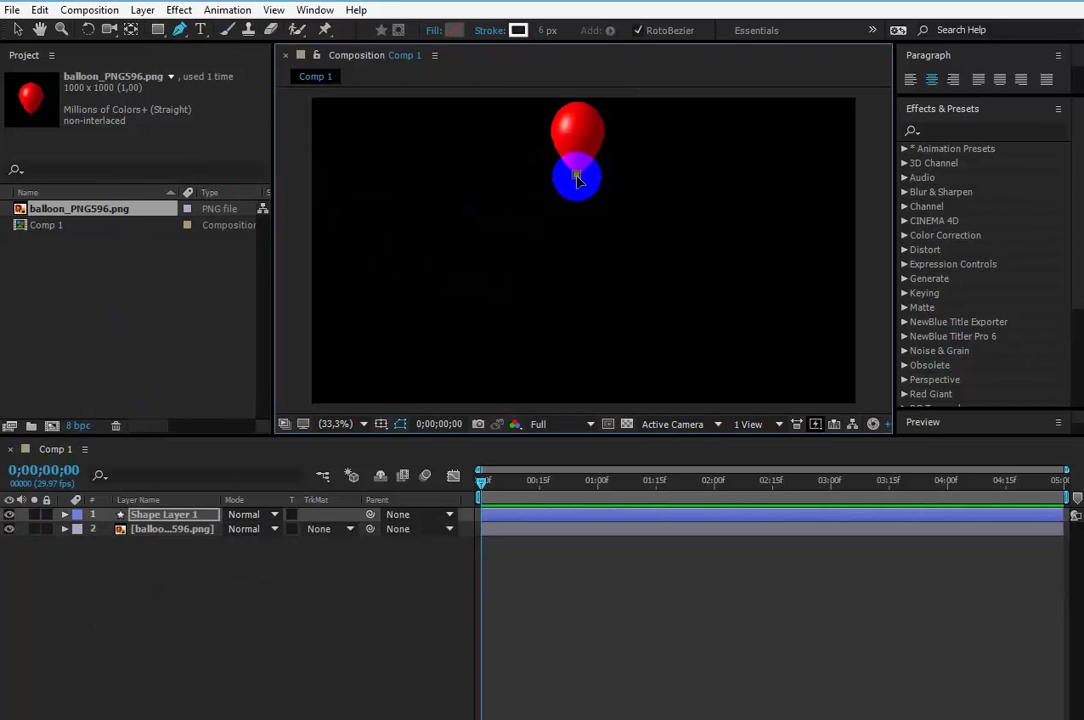 File Edit Composition Layer Effect Animation View Window Help
Fill: Stroke: 6 px Add: RotoBezier Essentials Search Help
Project
balloon_PNG596.png , used 1 time
1000 x 1000 (1,00)
Millions of Colors+ (Straight)
non-interlaced
Name Type
balloon_PNG596.png PNG file
Comp 1 Composition
8 bpc
Composition Comp 1
Comp 1
(33,3%) 0;00;00;00 Full Active Camera 1 View
Paragraph
Effects & Presets
* Animation Presets
3D Channel
Audio
Blur & Sharpen
Channel
CINEMA 4D
Color Correction
Distort
Expression Controls
Generate
Keying
Matte
NewBlue Title Exporter
NewBlue Titler Pro 6
Noise & Grain
Obsolete
Perspective
Red Giant
Preview
Comp 1
0;00;00;00
00000 (29.97 fps)
# Layer Name Mode T TrkMat Parent
1 Shape Layer 1 Normal None
2 [balloo...596.png] Normal None None
00:15F 01:00F 01:15F 02:00F 02:15F 03:00F 03:15F 04:00F 04:15F